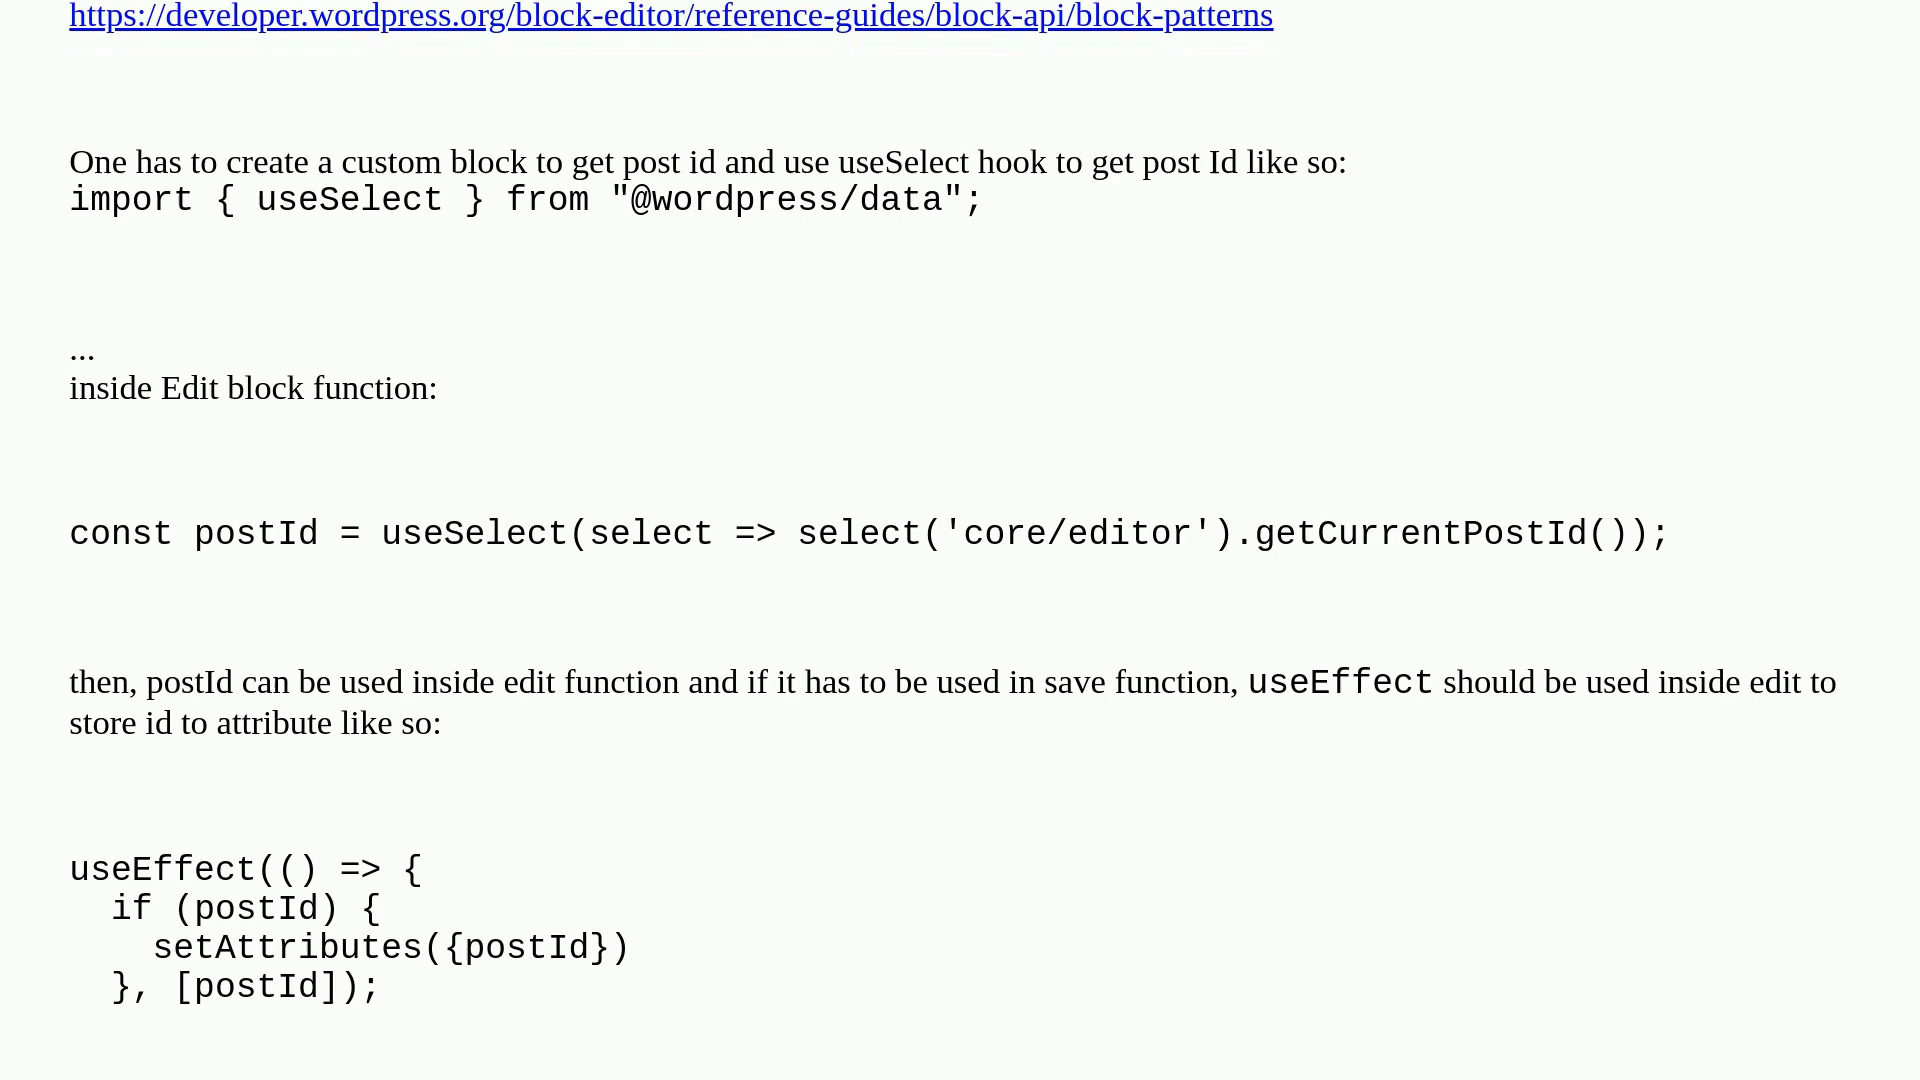 https://developer.wordpress.org/block-editor/reference-guides/block-api/block-patterns
One has to create a custom block to get post id and use useSelect hook to get post Id like so:
import { useSelect } from "@wordpress/data";
...
inside Edit block function:
const postId = useSelect(select => select('core/editor').getCurrentPostId());
then, postId can be used inside edit function and if it has to be used in save function, useEffect should be used inside edit to
store id to attribute like so:
useEffect(() => {
  if (postId) {
    setAttributes({postId})
  }, [postId]);